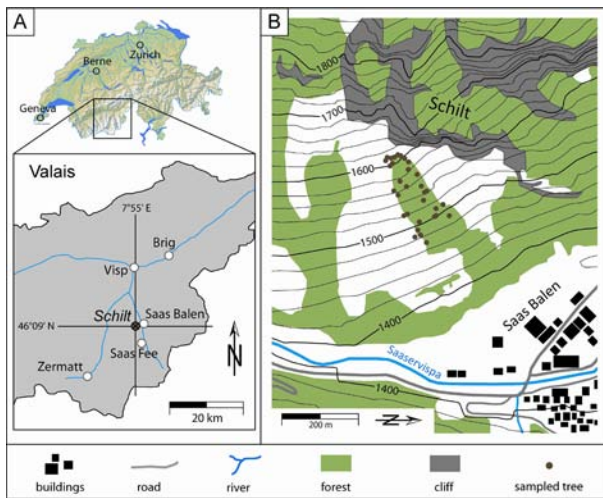 A
Zurich
Berne
Geneva
Valais
7°55' E
Brig
Visp
Schilt
Saas Balen
46°09' N
Saas Fee
Zermatt
N
20 km
B
1800
Schilt
1700
1600
1500
1400
Saas Balen
Saaservispa
1400
200 m
N
buildings
road
river
forest
cliff
sampled tree